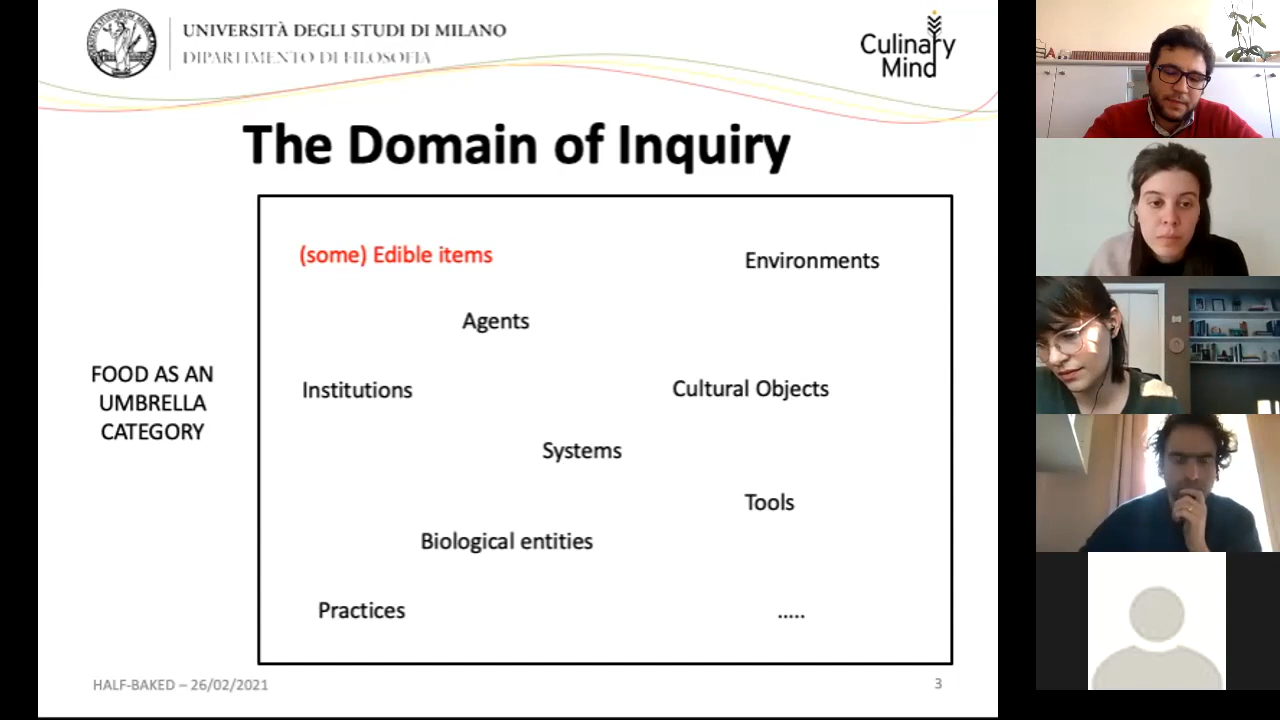 UNIVERSITÀ DEGLI STUDI DI MILANO
DIPARTIMENTO DI FILOSOFIA
Culinary
Mind
The Domain of Inquiry
(some) Edible items
Environments
Agents
FOOD AS AN
UMBRELLA
CATEGORY
Institutions
Cultural Objects
Systems
Tools
Biological entities
Practices
.....
HALF-BAKED – 26/02/2021
3